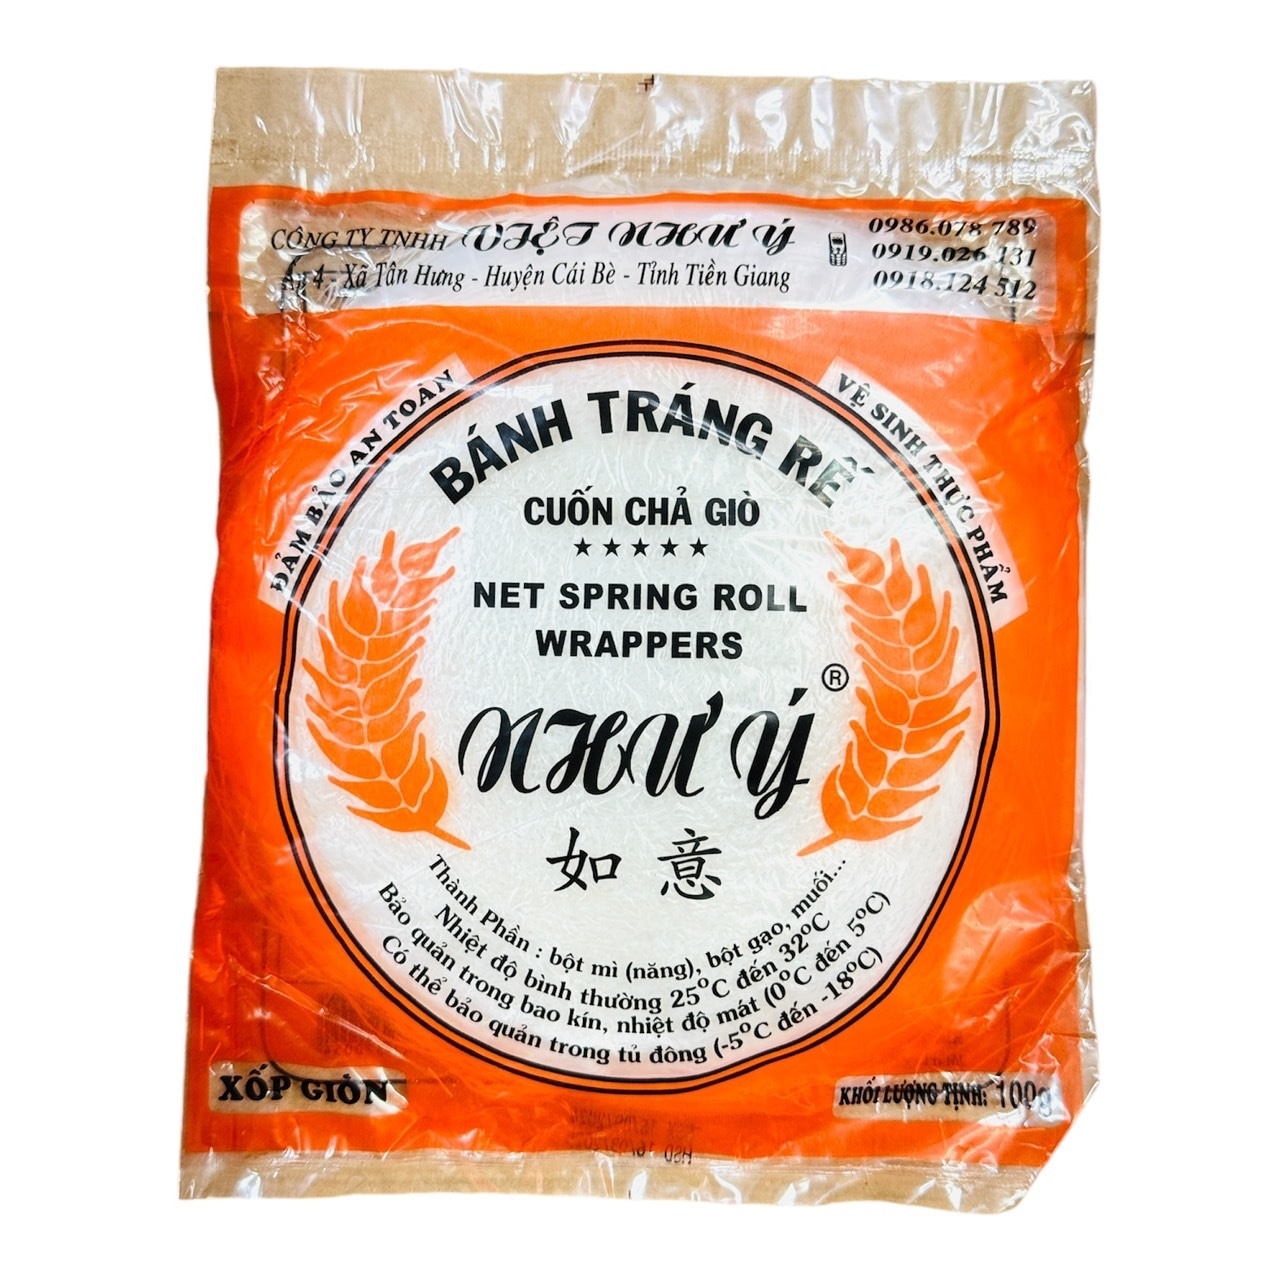 CÔNG TY TNHH VIỆT NHƯ Ý
Ấp 4 - Xã Tân Hưng - Huyện Cái Bè - Tỉnh Tiền Giang
0986.078.789
0919.026.131
0918.124.512
ĐẢM BẢO AN TOÀN
VỆ SINH THỰC PHẨM
BÁNH TRÁNG RẾ
CUỐN CHẢ GIÒ
★★★★★
NET SPRING ROLL
WRAPPERS
NHƯ Ý ®
如意
Thành Phần : bột mì (năng), bột gạo, muối...
Nhiệt độ bình thường 25°C đến 32°C
Bảo quản trong bao kín, nhiệt độ mát (0°C đến 5°C)
Có thể bảo quản trong tủ đông (-5°C đến -18°C)
XỐP GIÒN
KHỐI LƯỢNG TỊNH: 100g